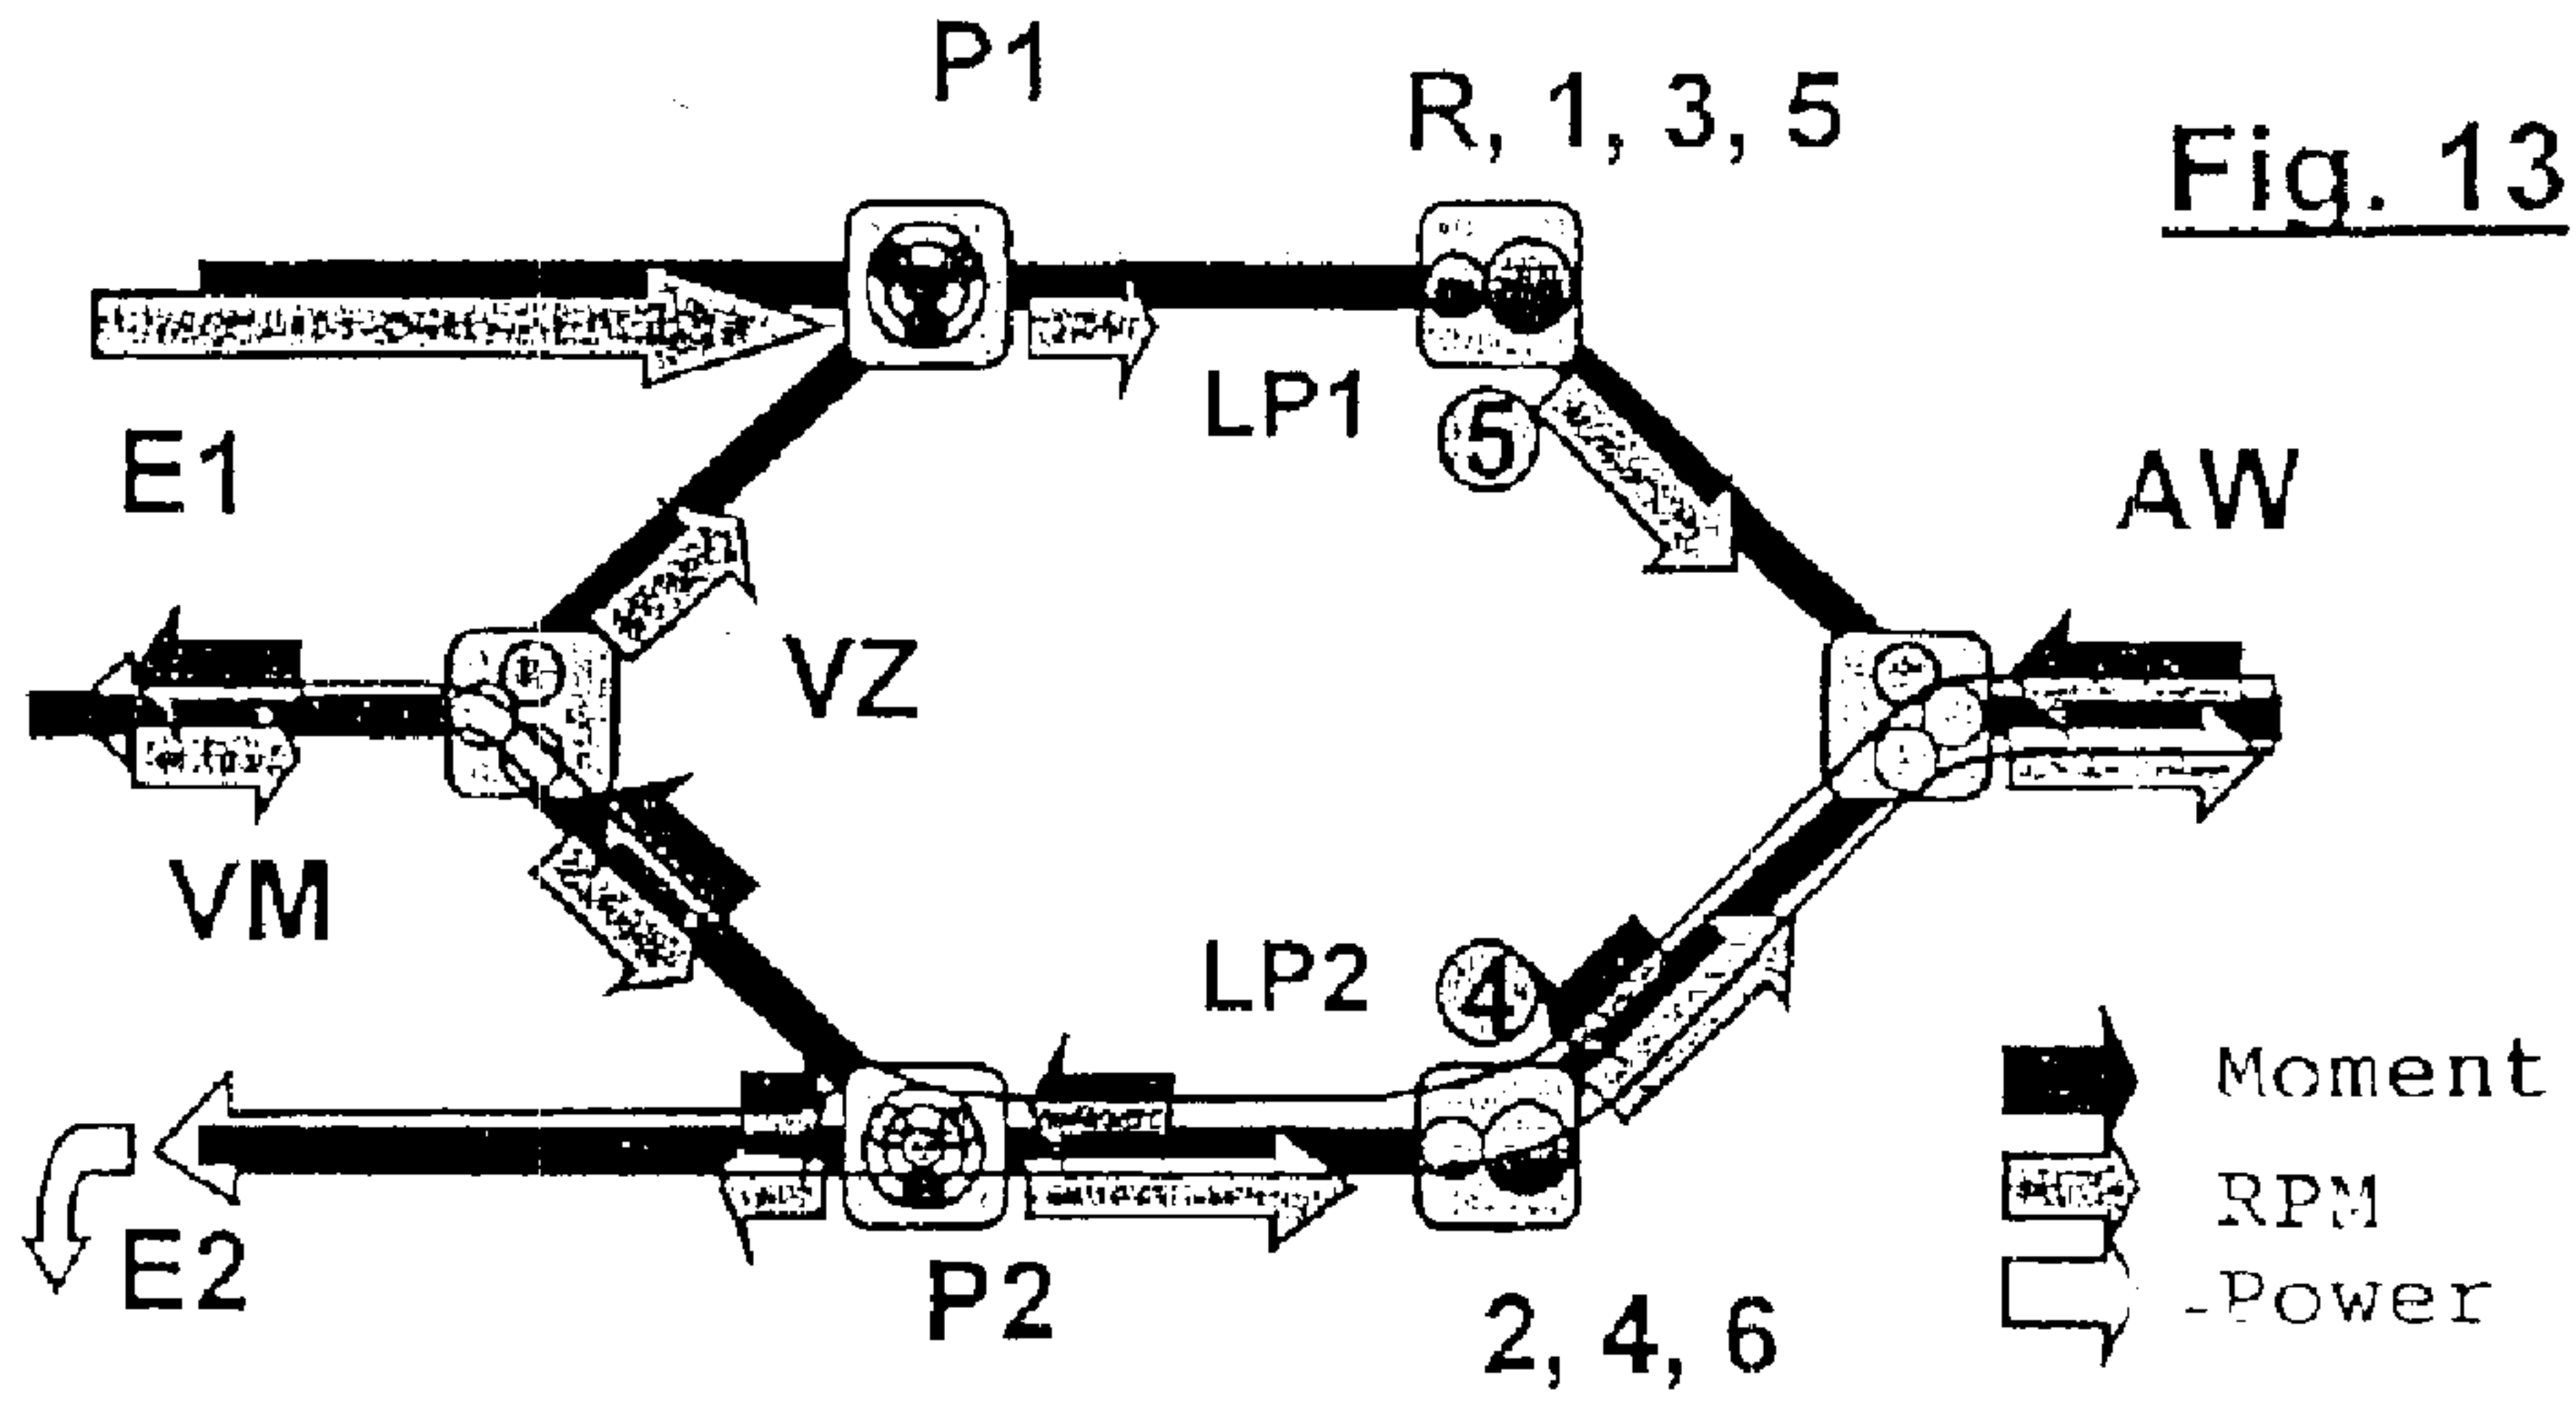 P1
R, 1, 3, 5
Fig. 13
LP1
5
E1
AW
VZ
VM
LP2
4
Moment
E2
P2
RPM
2, 4, 6
Power